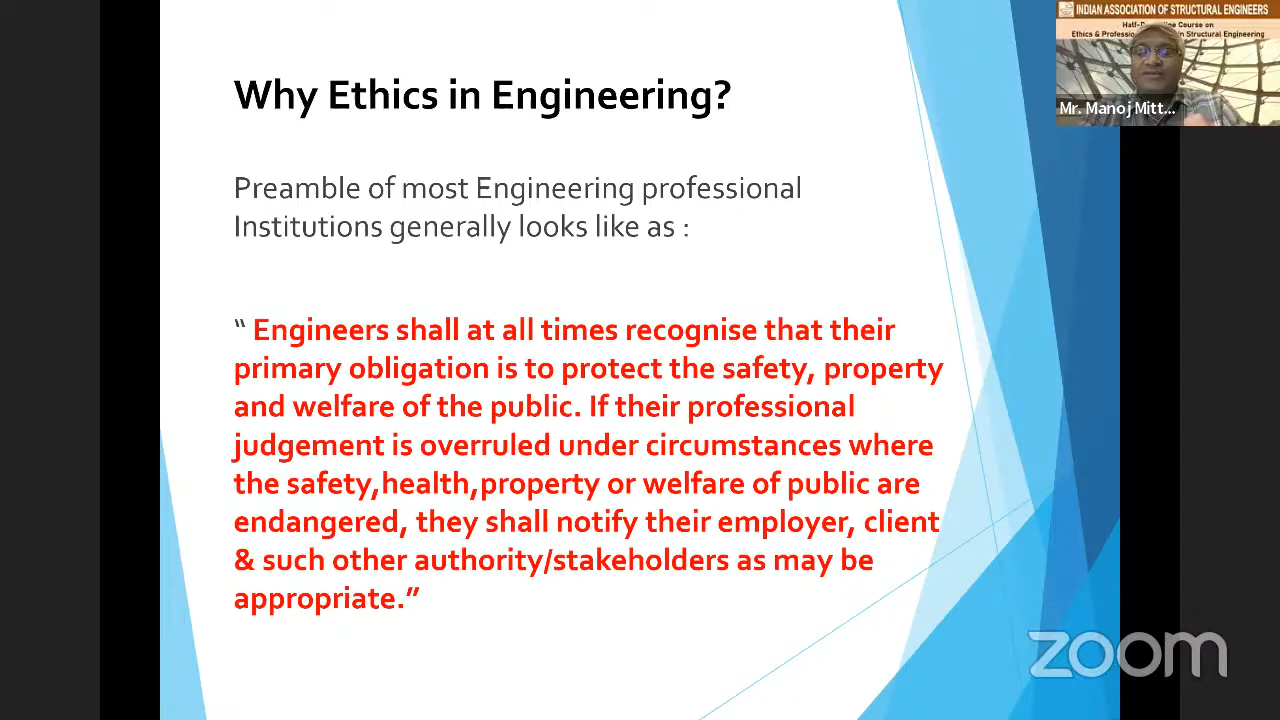 INDIAN ASSOCIATION OF STRUCTURAL ENGINEERS
Course on
Ethics & in Structural Engineering
Mr. Manoj Mitt...
Why Ethics in Engineering?
Preamble of most Engineering professional
Institutions generally looks like as :
“ Engineers shall at all times recognise that their
primary obligation is to protect the safety, property
and welfare of the public. If their professional
judgement is overruled under circumstances where
the safety,health,property or welfare of public are
endangered, they shall notify their employer, client
& such other authority/stakeholders as may be
appropriate.”
zoom